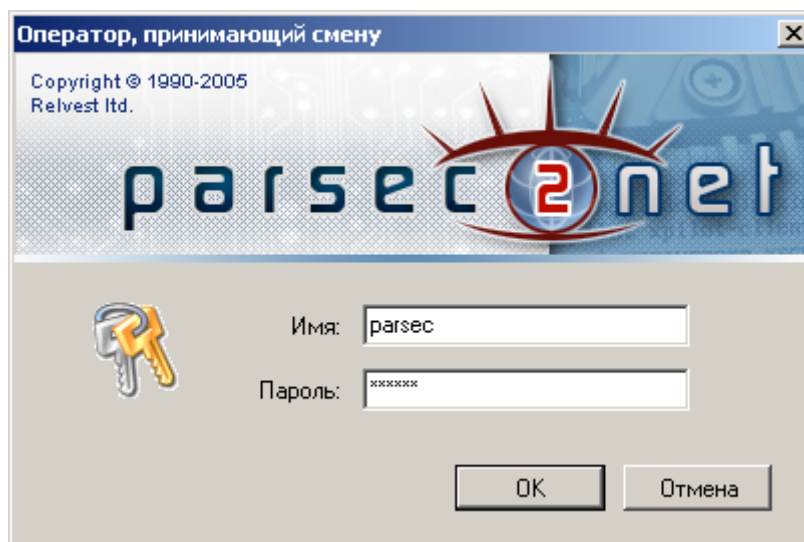 Оператор, принимающий смену
Copyright © 1990-2005
Relvest ltd.
parsec 2 net
Имя: parsec
Пароль: ××××××
OK Отмена